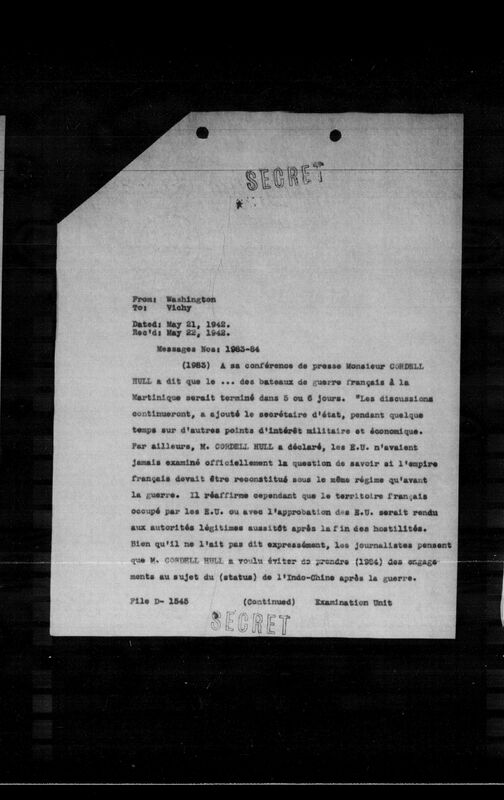 SECRET
From: Washington
To: Vichy
Dated: May 21, 1942.
Rec'd: May 22, 1942.
Messages Nos: 1983-84
(1983) A sa conférence de presse Monsieur CORDELL
HULL a dit que le ... des bateaux de guerre français à la
Martinique serait terminé dans 5 ou 6 jours. "Les discussions
continueront, a ajouté le secrétaire d'état, pendant quelque
temps sur d'autres points d'intérêt militaire et économique.
Par ailleurs, M. CORDELL HULL a déclaré, les E.U. n'avaient
jamais examiné officiellement la question de savoir si l'empire
français devait être reconstitué sous le même régime qu'avant
la guerre. Il réaffirme cependant que le territoire français
occupé par les E.U. ou avec l'approbation des E.U. serait rendu
aux autorités légitimes aussitôt après la fin des hostilités.
Bien qu'il ne l'ait pas dit expressément, les journalistes pensent
que M. CORDELL HULL a voulu éviter de prendre (1984) des engage
ments au sujet du (status) de l'Indo-Chine après la guerre.
File D- 1545 (Continued) Examination Unit
SECRET